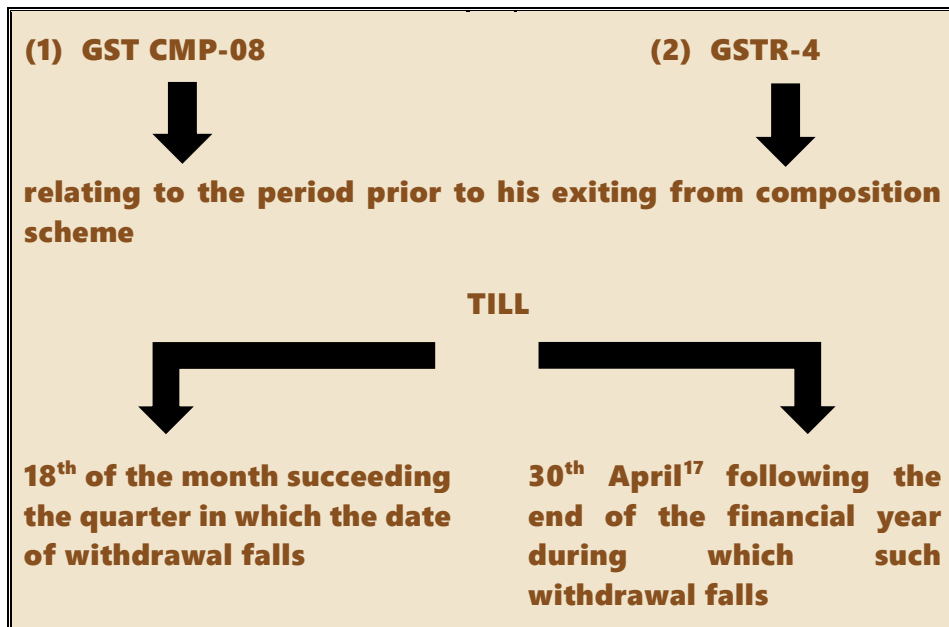 (1) GST CMP-08
(2) GSTR-4
relating to the period prior to his exiting from composition
scheme
TILL
18th of the month succeeding
the quarter in which the date
of withdrawal falls
30th April17 following the
end of the financial year
during which such
withdrawal falls